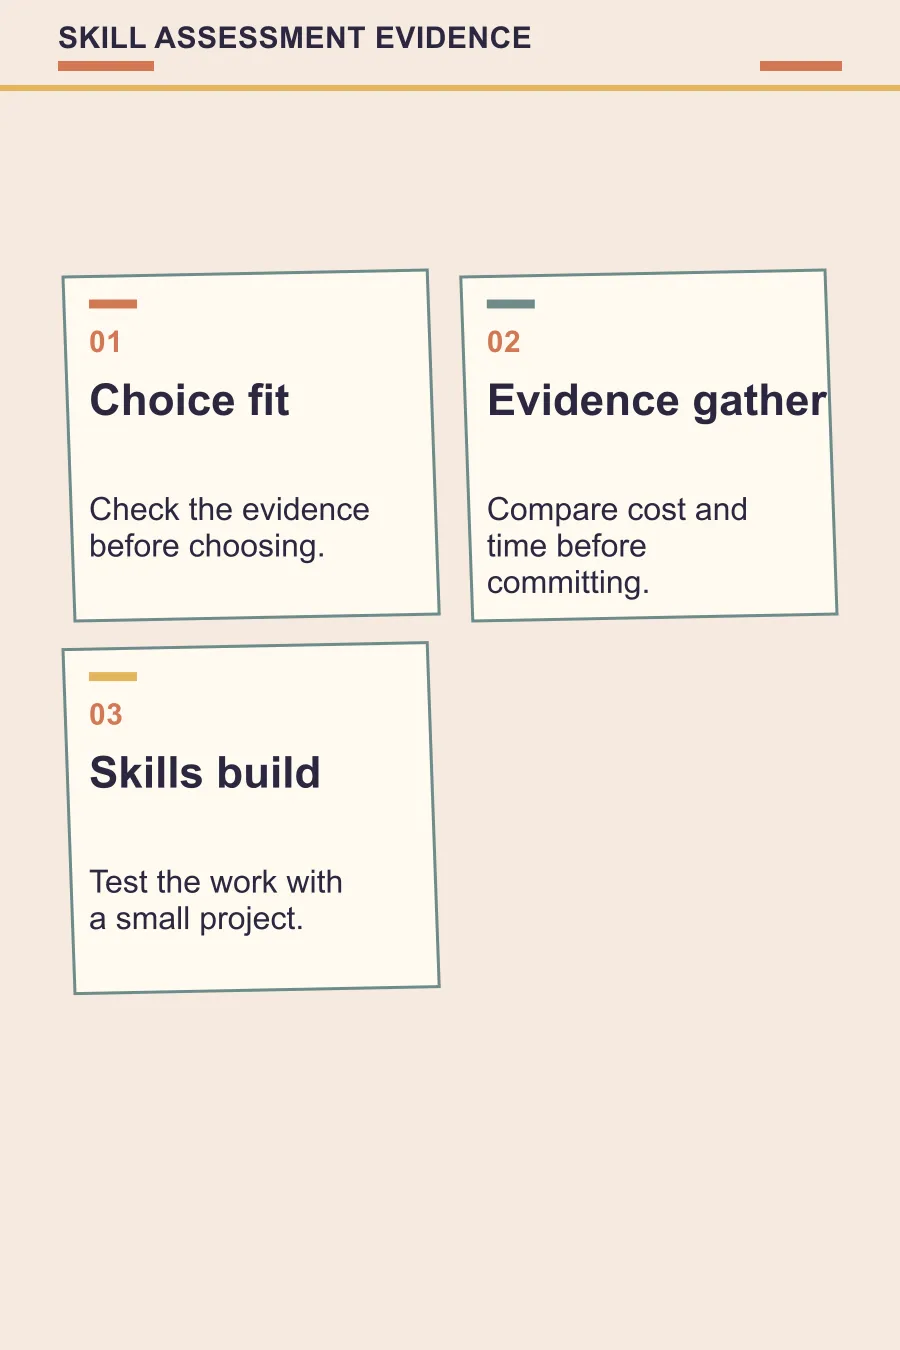 SKILL ASSESSMENT EVIDENCE
01
Choice fit
Check the evidence
before choosing.
02
Evidence gather
Compare cost and
time before
committing.
03
Skills build
Test the work with
a small project.